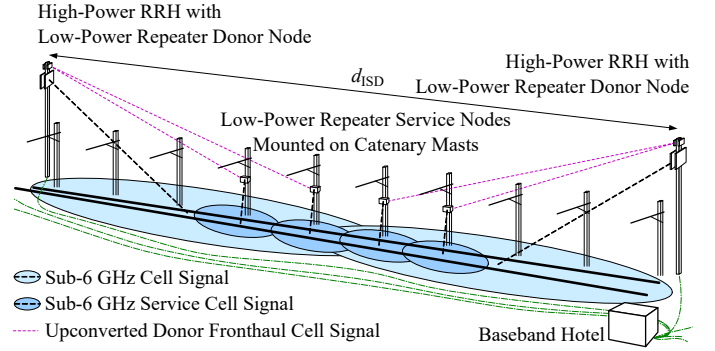 High-Power RRH with
Low-Power Repeater Donor Node
High-Power RRH with
Low-Power Repeater Donor Node
d_ISD
Low-Power Repeater Service Nodes
Mounted on Catenary Masts
Sub-6 GHz Cell Signal
Sub-6 GHz Service Cell Signal
Upconverted Donor Fronthaul Cell Signal
Baseband Hotel